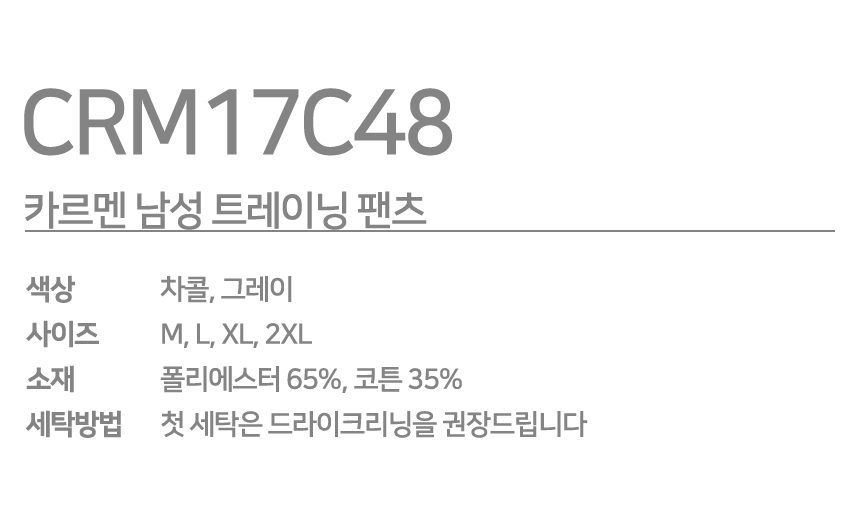 CRM17C48
카르멘 남성 트레이닝 팬츠
색상 차콜, 그레이
사이즈 M, L, XL, 2XL
소재 폴리에스터 65%, 코튼 35%
세탁방법 첫 세탁은 드라이크리닝을 권장드립니다